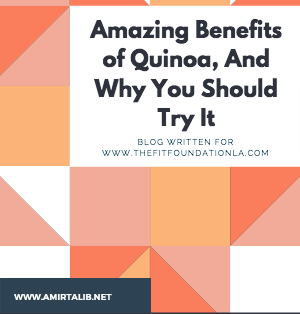 Amazing Benefits
of Quinoa, And
Why You Should
Try It
BLOG WRITTEN FOR
WWW.THEFITFOUNDATIONLA.COM
WWW.AMIRTALIB.NET